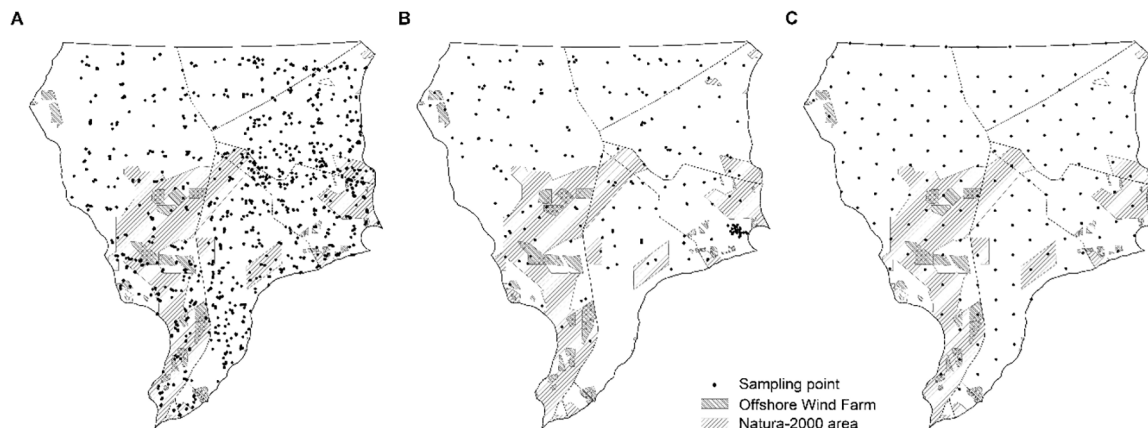 A
B
C
Sampling point
Offshore Wind Farm
Natura-2000 area